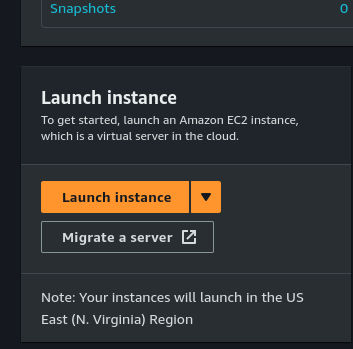 Snapshots 0
Launch instance
To get started, launch an Amazon EC2 instance,
which is a virtual server in the cloud.
Launch instance
Migrate a server
Note: Your instances will launch in the US
East (N. Virginia) Region